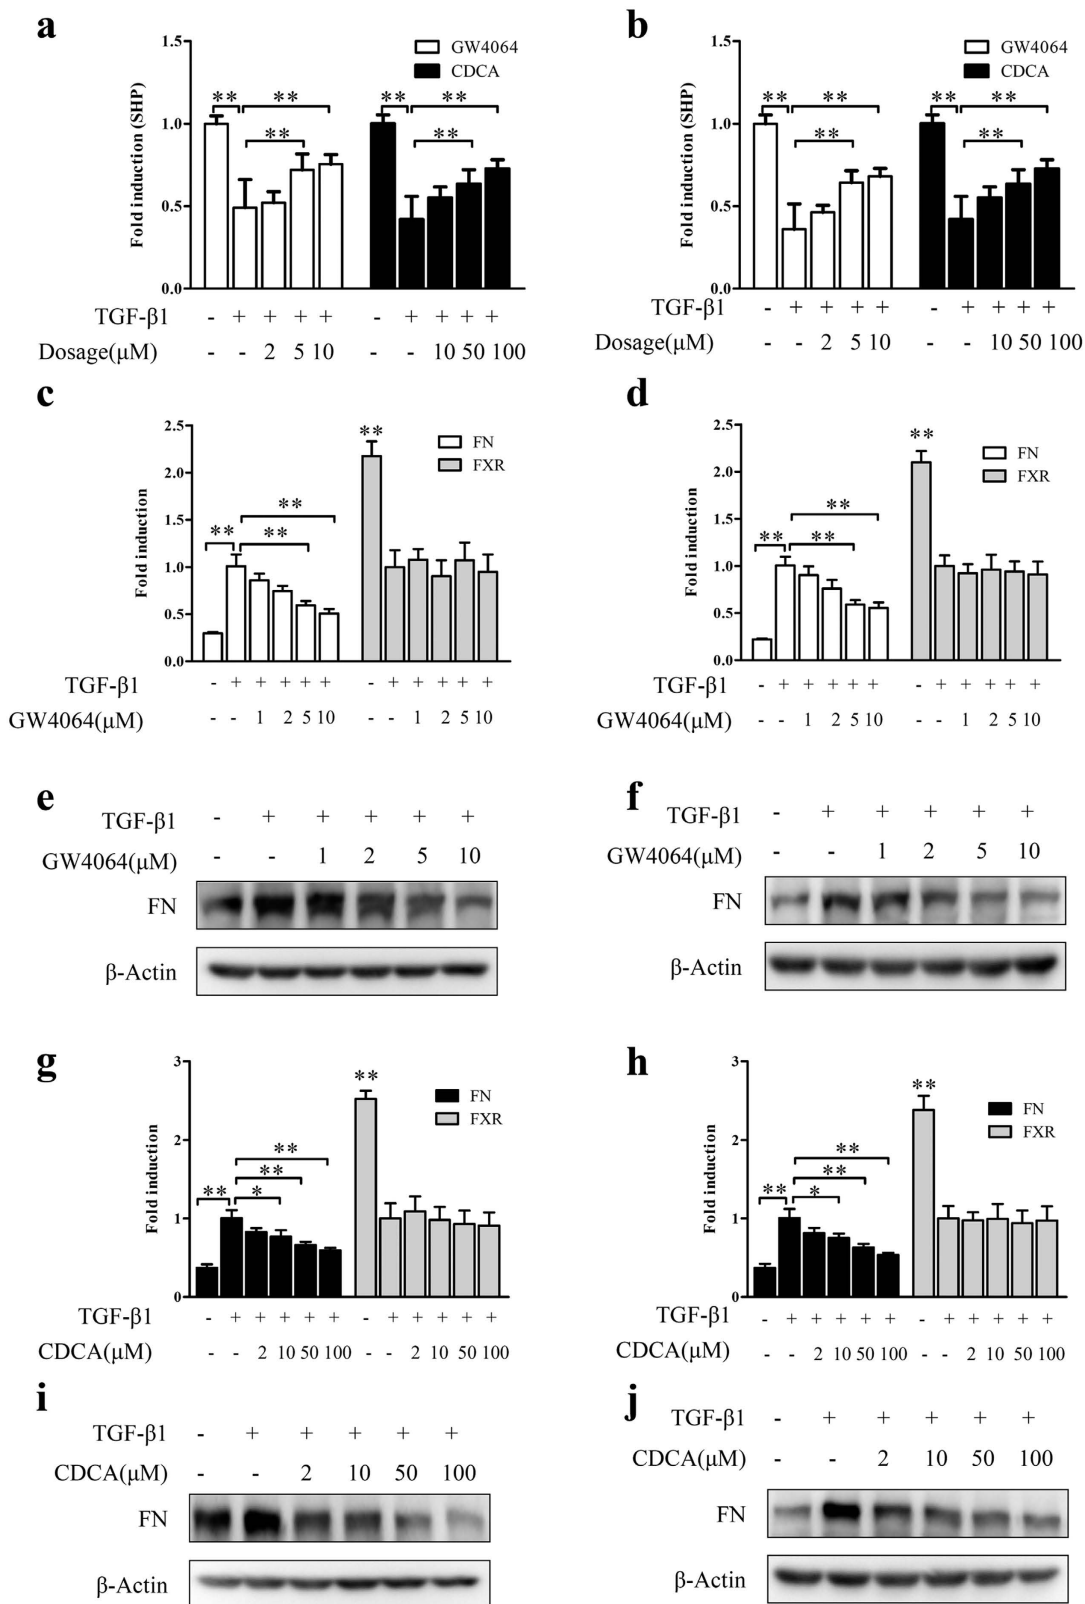 a
1.5
1.0
0.5
0.0
Fold induction (SHP)
GW4064
CDCA
** ** ** **
** **
TGF-β1 - + + + + - + + + +
Dosage(μM) - - 2 5 10 - - 10 50 100
b
1.5
1.0
0.5
0.0
Fold induction (SHP)
GW4064
CDCA
** ** ** **
** **
TGF-β1 - + + + + - + + + +
Dosage(μM) - - 2 5 10 - - 10 50 100
c
2.5
2.0
1.5
1.0
0.5
0.0
Fold induction
FN
FXR
**
**
** **
TGF-β1 - + + + + + - + + + + +
GW4064(μM) - - 1 2 5 10 - - 1 2 5 10
d
2.5
2.0
1.5
1.0
0.5
0.0
Fold induction
FN
FXR
**
**
** **
TGF-β1 - + + + + + - + + + + +
GW4064(μM) - - 1 2 5 10 - - 1 2 5 10
e
TGF-β1 - + + + + +
GW4064(μM) - - 1 2 5 10
FN
β-Actin
f
TGF-β1 - + + + + +
GW4064(μM) - - 1 2 5 10
FN
β-Actin
g
3
2
1
0
Fold induction
FN
FXR
**
**
**
** *
TGF-β1 - + + + + + - + + + + +
CDCA(μM) - - 2 10 50 100 - - 2 10 50 100
h
3
2
1
0
Fold induction
FN
FXR
**
**
**
** *
TGF-β1 - + + + + + - + + + + +
CDCA(μM) - - 2 10 50 100 - - 2 10 50 100
i
TGF-β1 - + + + + +
CDCA(μM) - - 2 10 50 100
FN
β-Actin
j
TGF-β1 - + + + + +
CDCA(μM) - - 2 10 50 100
FN
β-Actin